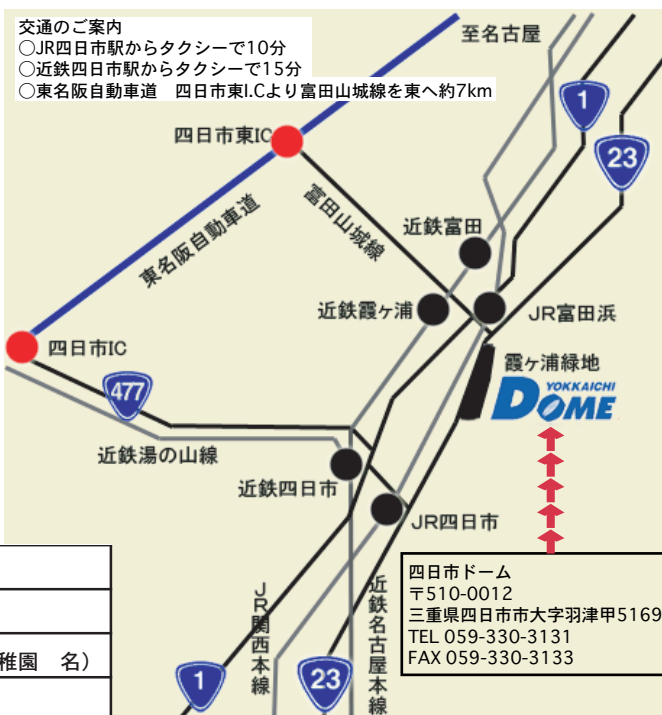 交通のご案内
○JR四日市駅からタクシーで10分
○近鉄四日市駅からタクシーで15分
○東名阪自動車道　四日市東I.Cより富田山城線を東へ約7km
至名古屋
1
23
四日市東IC
東名阪自動車道
富田山城線
近鉄富田
近鉄霞ヶ浦
JR富田浜
四日市IC
477
霞ヶ浦緑地
YOKKAICHI
DOME
近鉄湯の山線
近鉄四日市
JR四日市
四日市ドーム
〒510-0012
三重県四日市市大字羽津甲5169
TEL 059-330-3131
FAX 059-330-3133
JR関西本線
近鉄名古屋本線
稚園　名）
1
23